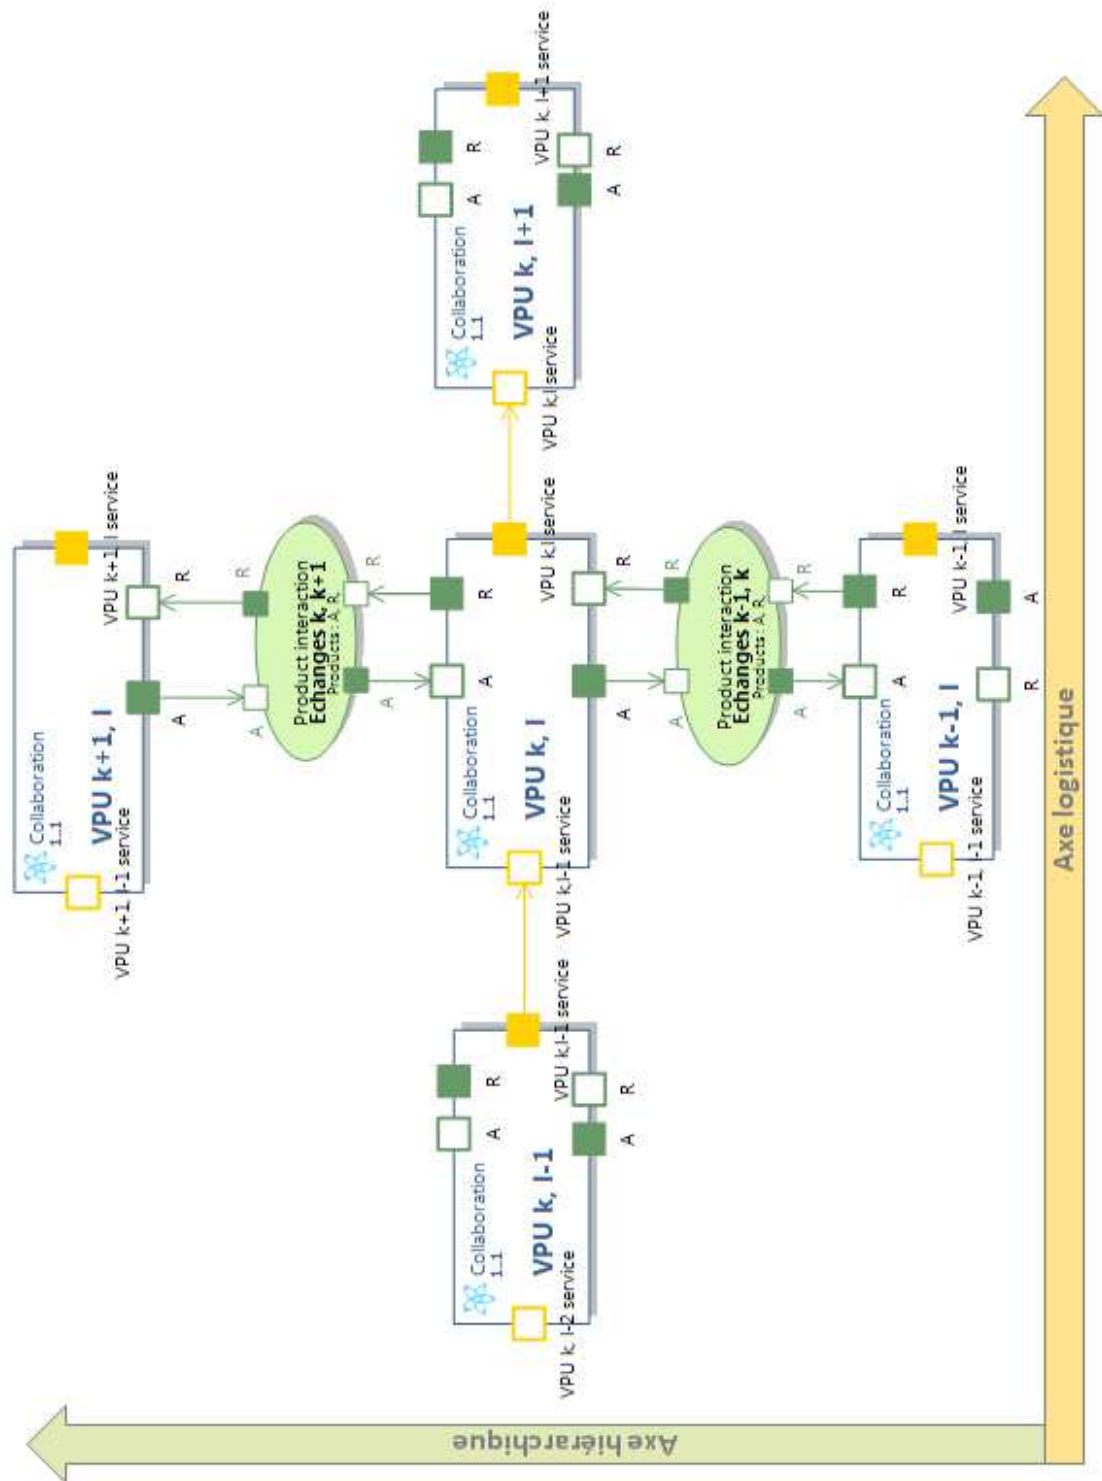 Collaboration
1..1
VPU k+1, l
VPU k+1, l-1 service
VPU k+1, l service
A
R
A
R
Product interaction
Echanges k, k+1
Products : A, R,
A
R
Collaboration
1..1
VPU k, l-1
VPU k, l-2 service
VPU k,l-1 service
A
R
A
R
Collaboration
1..1
VPU k, l
VPU k,l-1 service
VPU k,l service
A
R
A
R
Collaboration
1..1
VPU k, l+1
VPU k,l service
VPU k, l+1 service
A
R
A
R
Product interaction
Echanges k-1, k
Products : A, R,
A
R
A
R
Collaboration
1..1
VPU k-1, l
VPU k-1, l-1 service
VPU k-1, l service
A
R
R
A
Axe hiérarchique
Axe logistique